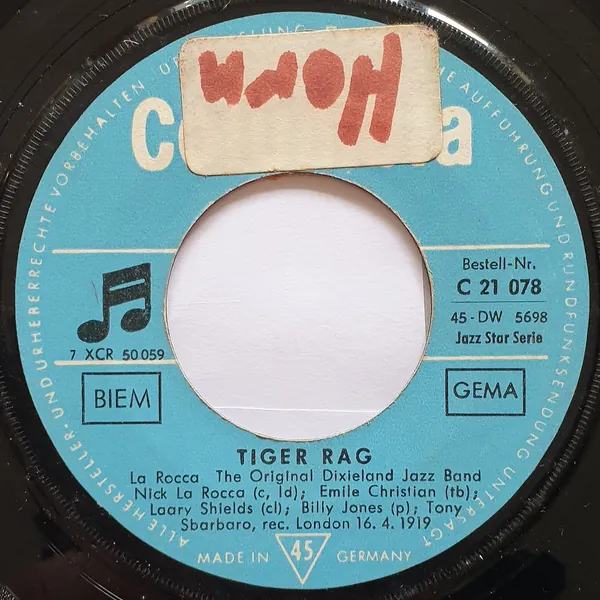 ALLE HERSTELLER- UND URHEBERRECHTE VORBEHALTEN AUFFÜHRUNG UND RUNDFUNKSENDUNG UNTERSAGT
Bestell-Nr.
C 21 078
45-DW 5698
Jazz Star Serie
7 XCR 50 059
BIEM
GEMA
TIGER RAG
La Rocca The Original Dixieland Jazz Band
Nick La Rocca (c, ld); Emile Christian (tb);
Laary Shields (cl); Billy Jones (p); Tony
Sbarbaro, rec. London 16. 4. 1919
MADE IN 45 GERMANY